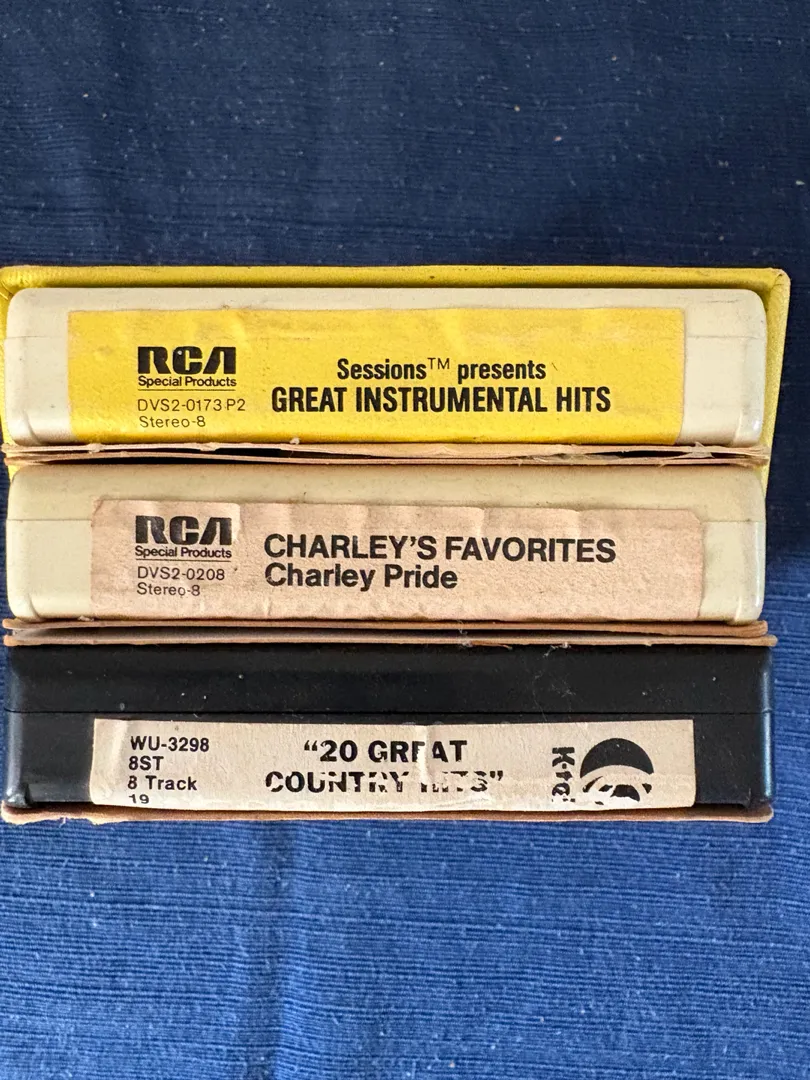 RCA
Special Products
DVS2-0173 P2
Stereo-8
Sessions™ presents
GREAT INSTRUMENTAL HITS
RCA
Special Products
DVS2-0208
Stereo-8
CHARLEY'S FAVORITES
Charley Pride
WU-3298
8ST
8 Track
19
"20 GREAT
COUNTRY HITS"
K-tel